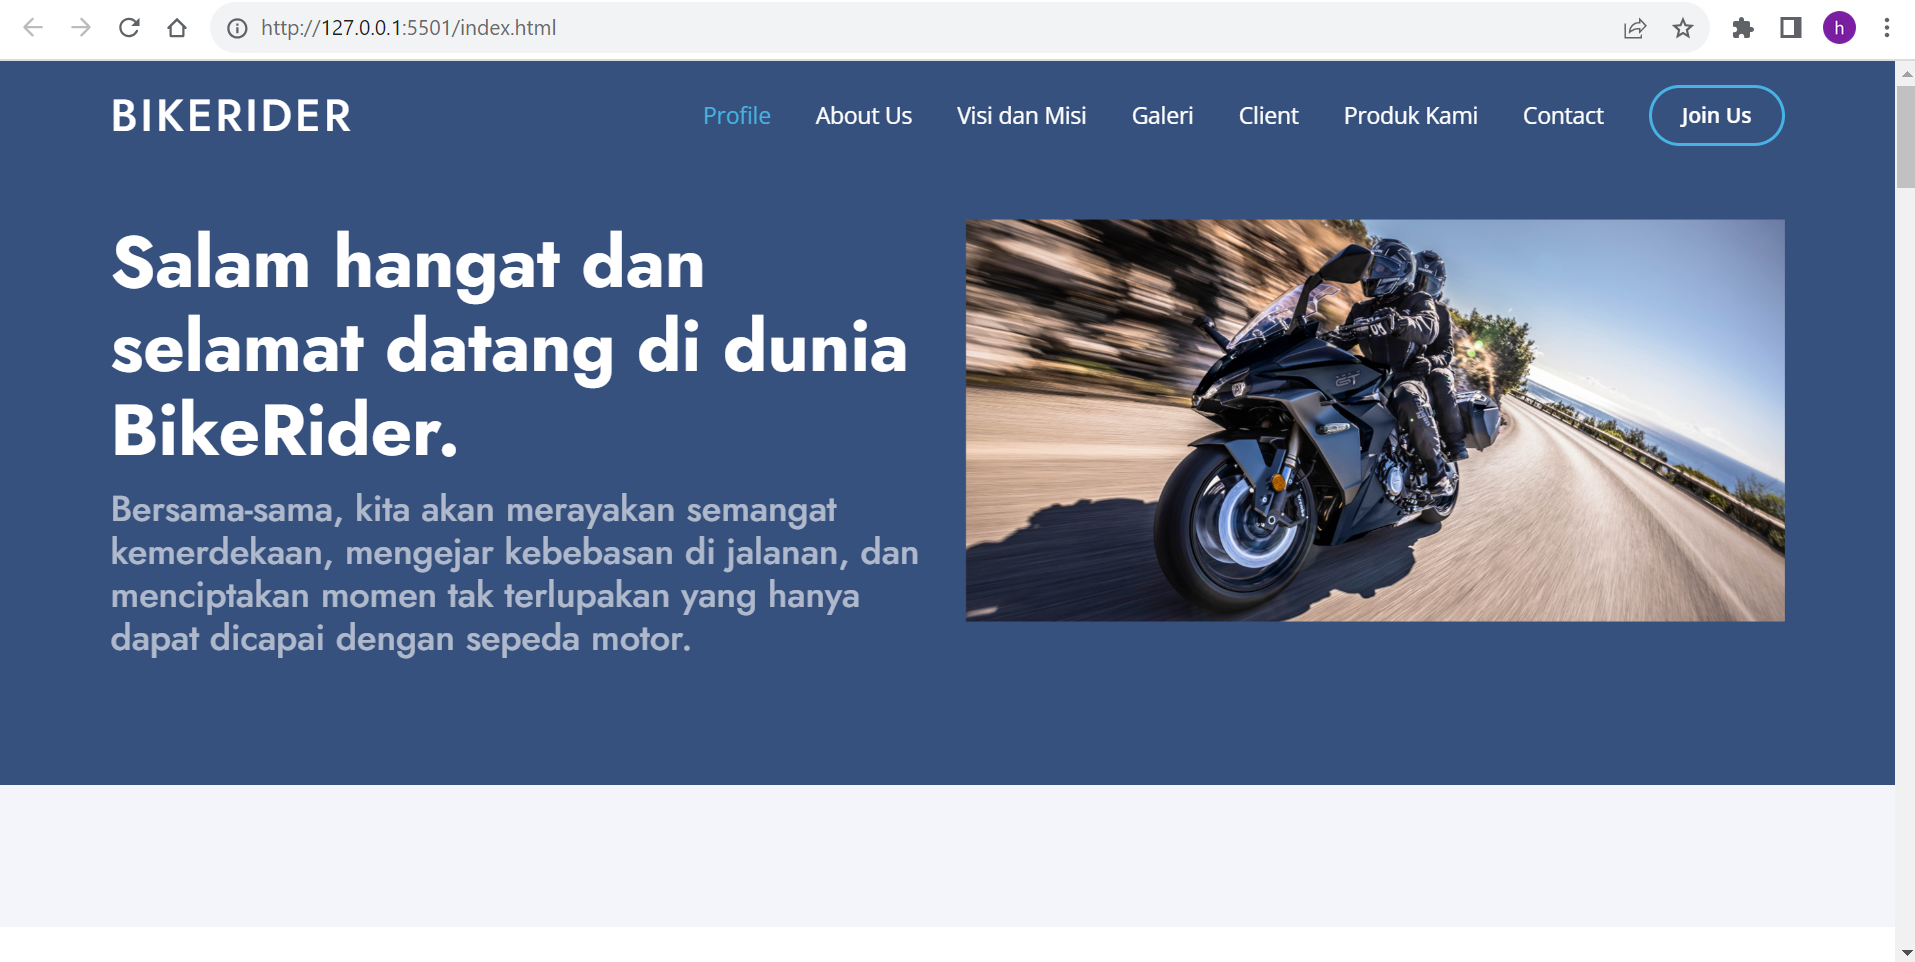 http://127.0.0.1:5501/index.html
h
BIKERIDER
Profile About Us Visi dan Misi Galeri Client Produk Kami Contact Join Us
Salam hangat dan
selamat datang di dunia
BikeRider.
Bersama-sama, kita akan merayakan semangat
kemerdekaan, mengejar kebebasan di jalanan, dan
menciptakan momen tak terlupakan yang hanya
dapat dicapai dengan sepeda motor.